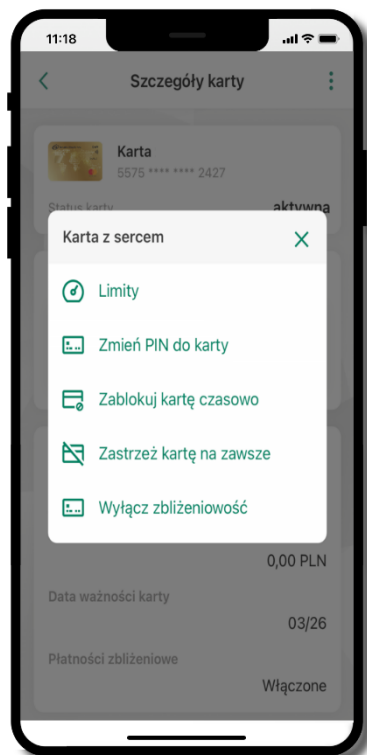 11:18
Szczegóły karty
Karta
5575 **** **** 2427
Status karty
aktywna
Karta z sercem
Limity
Zmień PIN do karty
Zablokuj kartę czasowo
Zastrzeż kartę na zawsze
Wyłącz zbliżeniowość
0,00 PLN
Data ważności karty
03/26
Płatności zbliżeniowe
Włączone